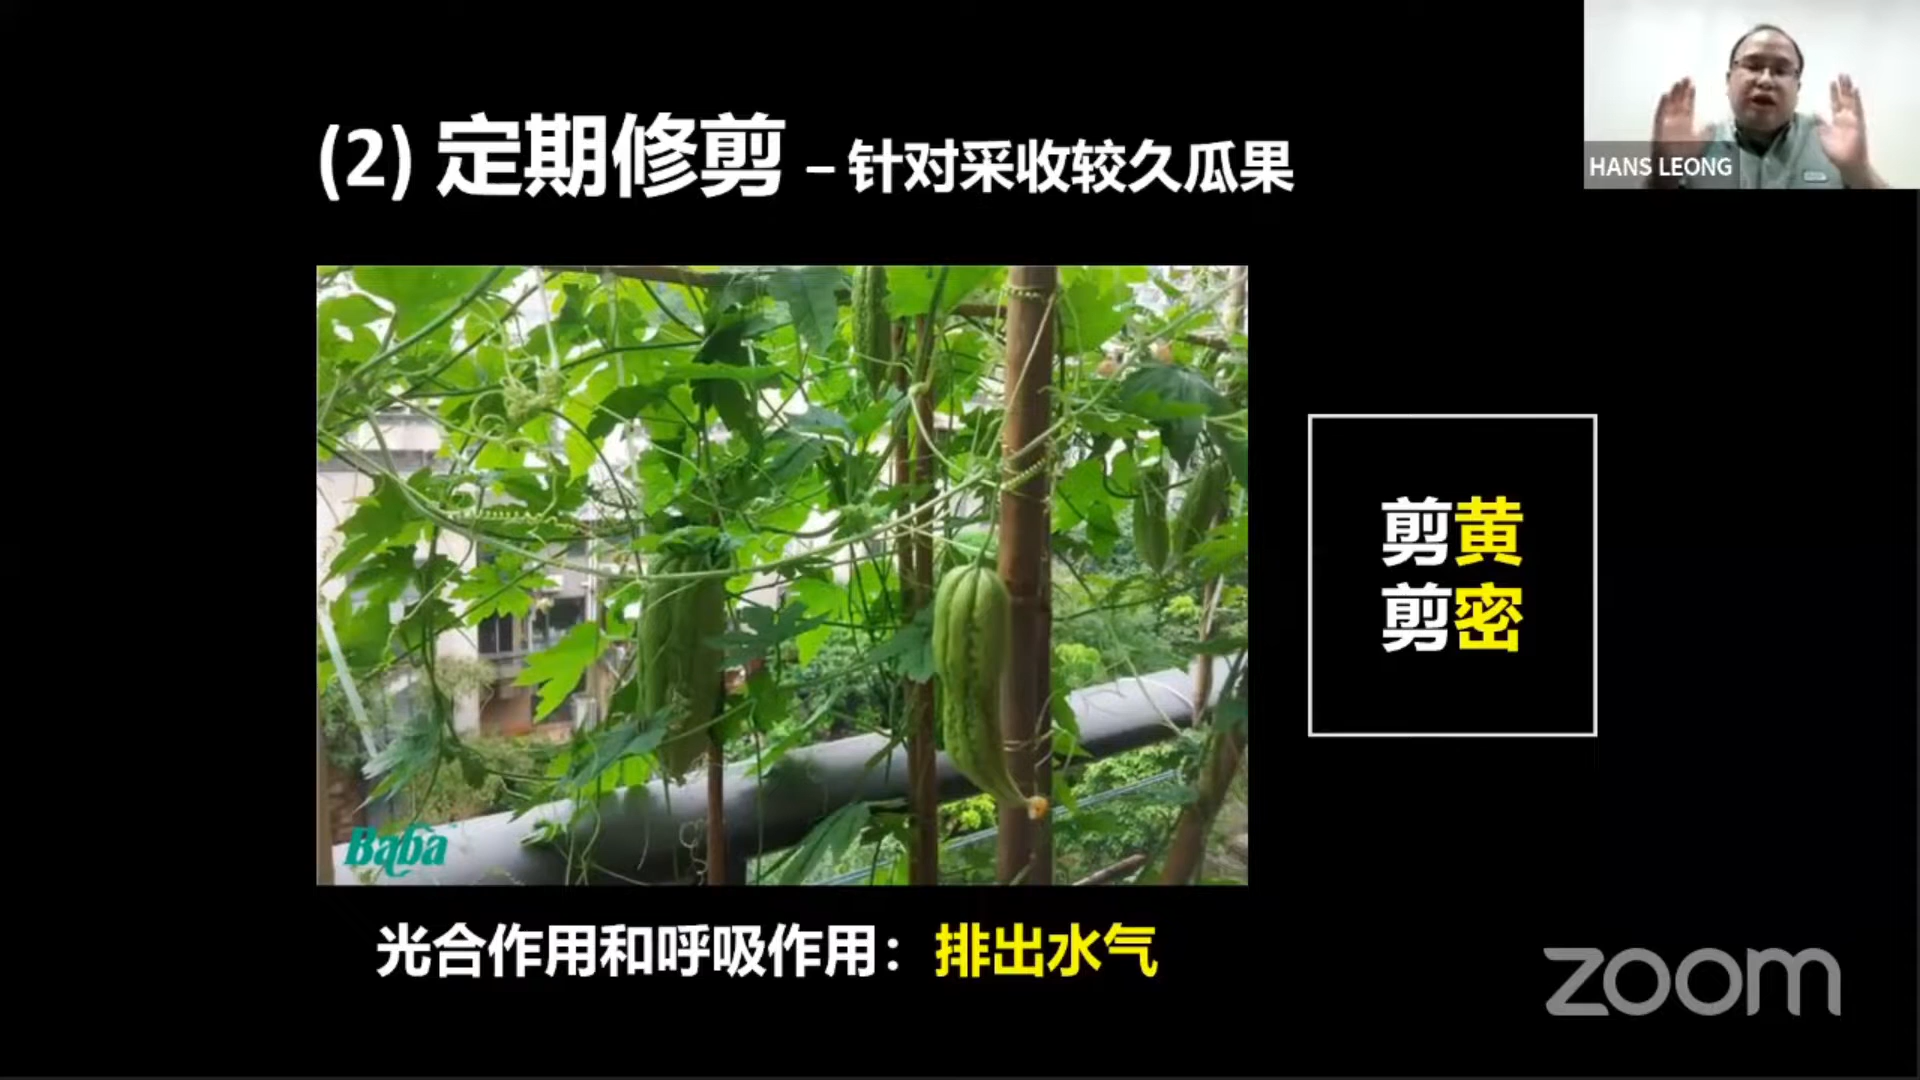 (2) 定期修剪 – 针对采收较久瓜果
HANS LEONG
剪黄
剪密
Baba
光合作用和呼吸作用：排出水气
zoom